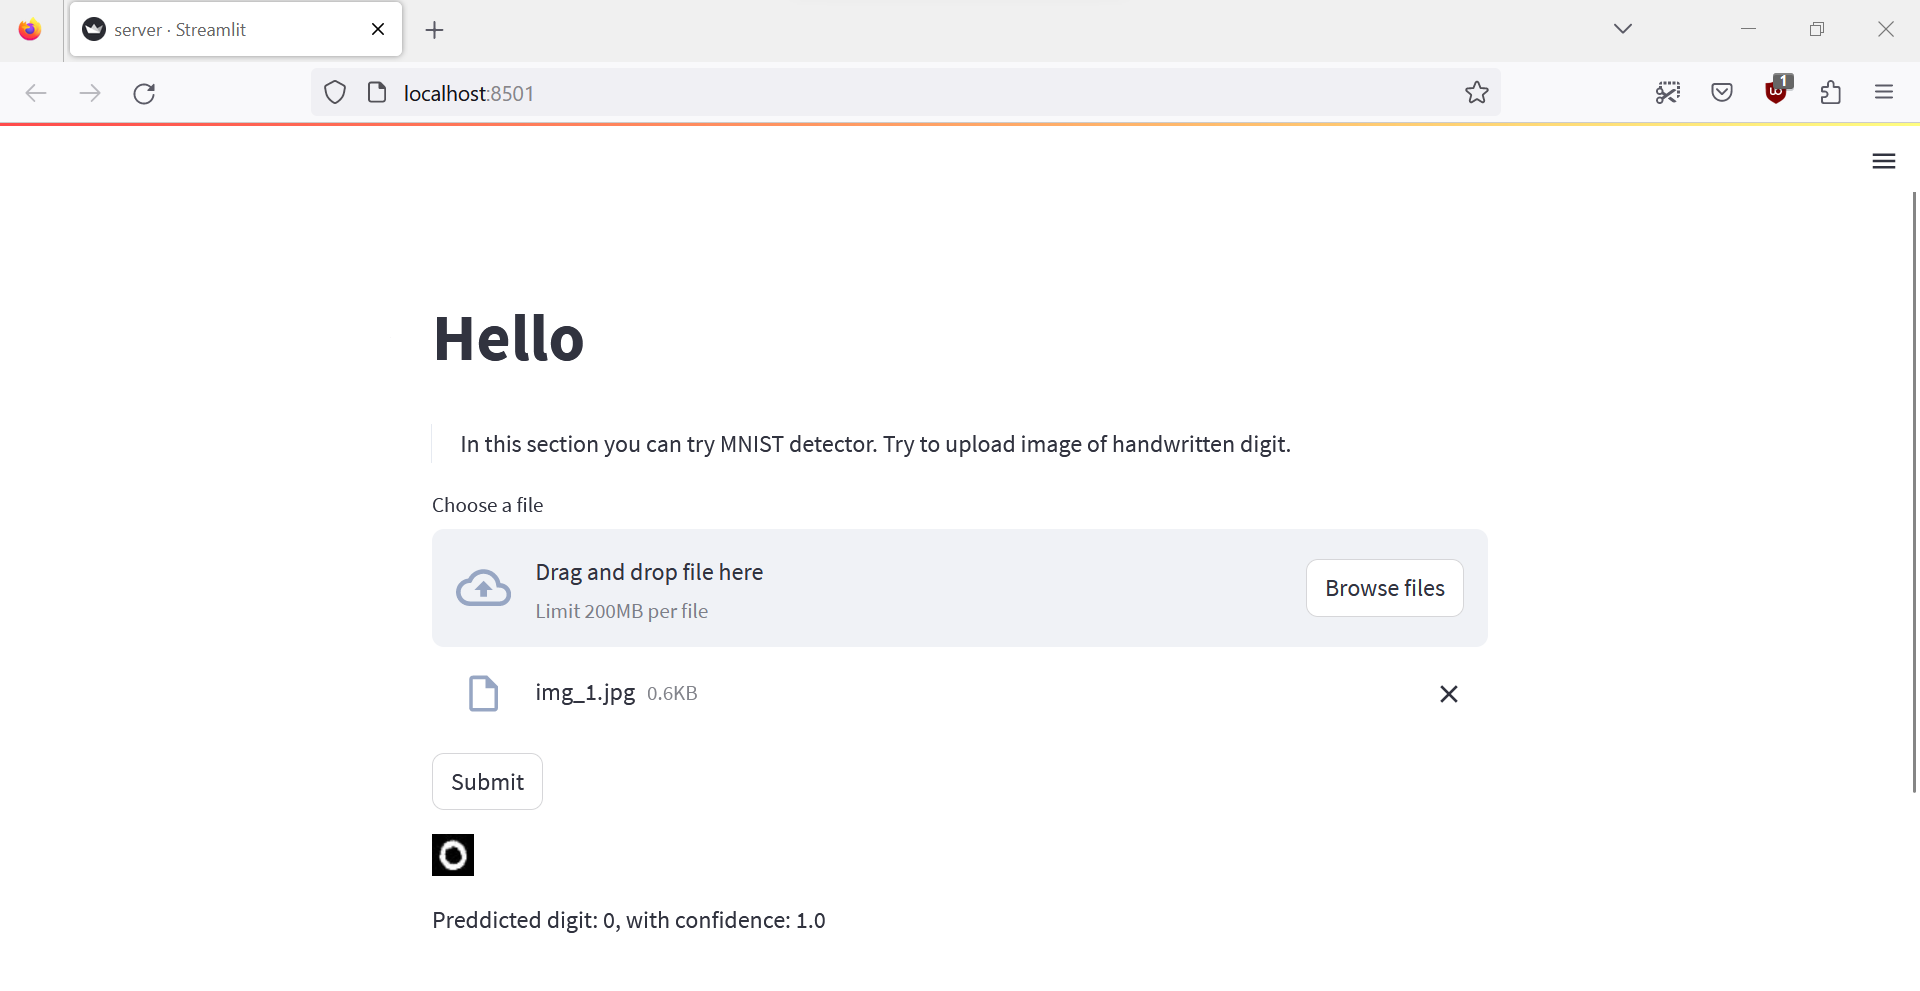 server · Streamlit
localhost:8501
1
Hello
In this section you can try MNIST detector. Try to upload image of handwritten digit.
Choose a file
Drag and drop file here
Limit 200MB per file
Browse files
img_1.jpg 0.6KB
Submit
0
Preddicted digit: 0, with confidence: 1.0